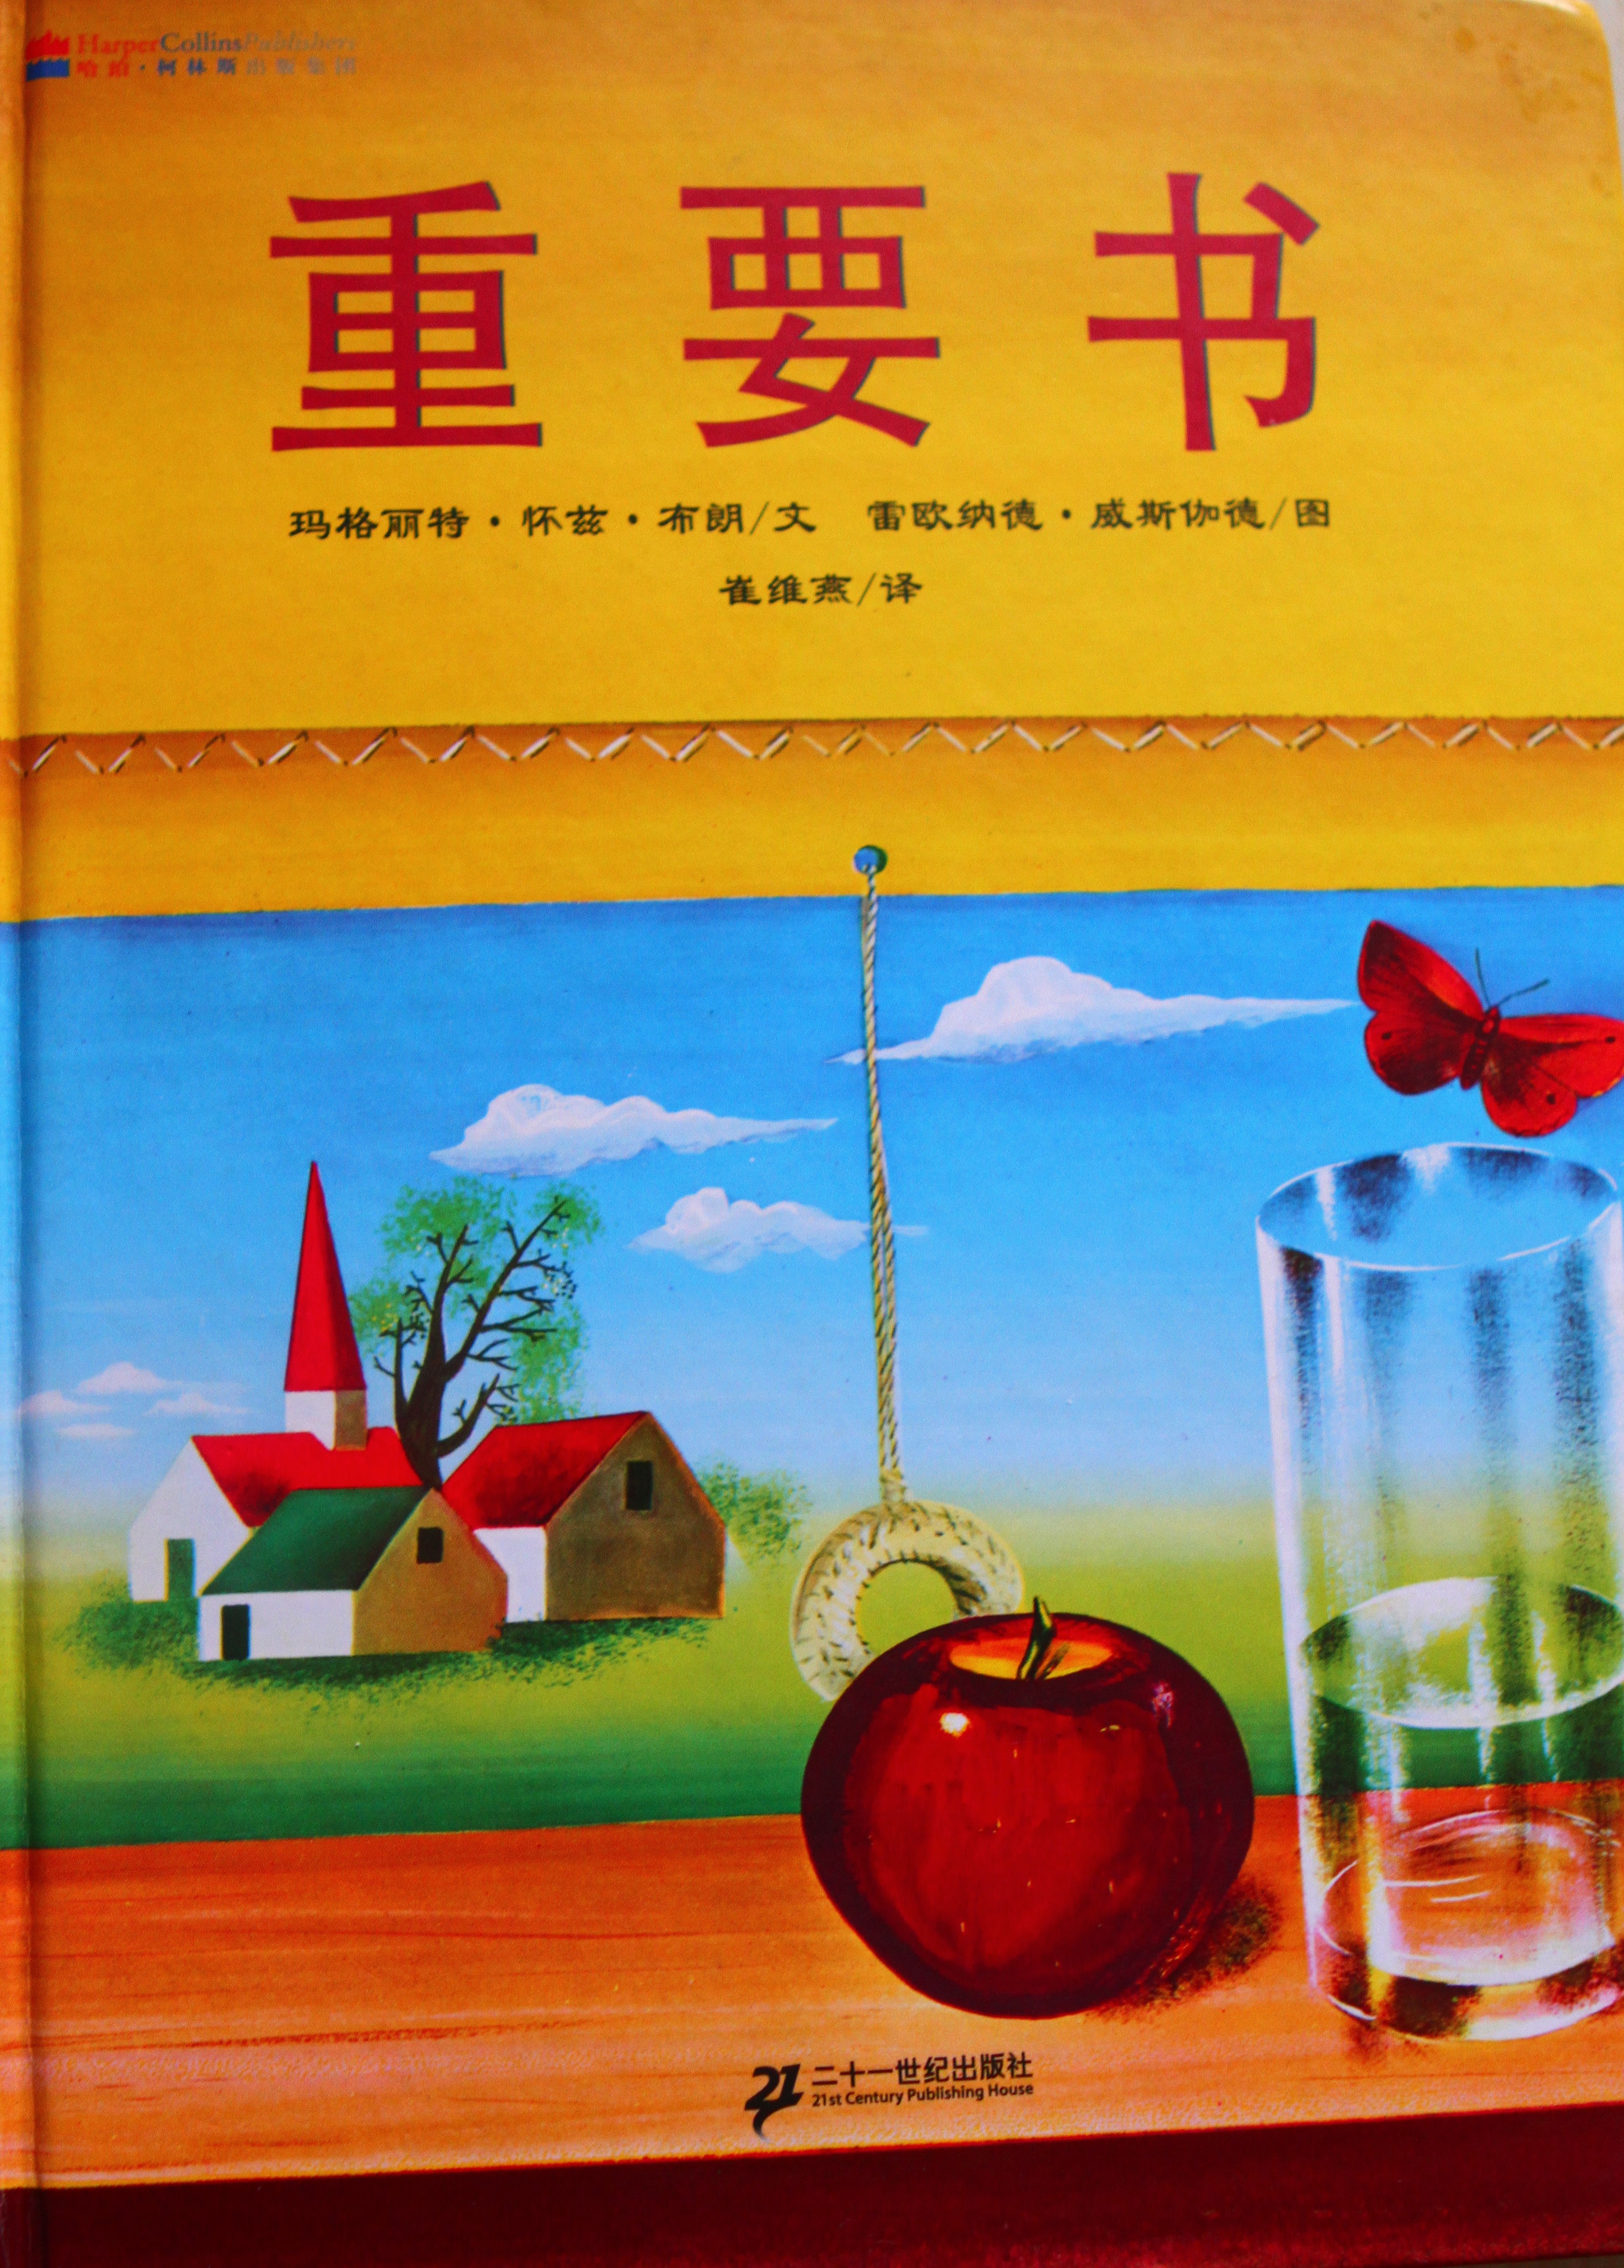 HarperCollinsPublishers
哈珀·柯林斯出版集团
重要书
玛格丽特·怀兹·布朗/文 雷欧纳德·威斯伽德/图
崔维燕/译
21 二十一世纪出版社
21st Century Publishing House